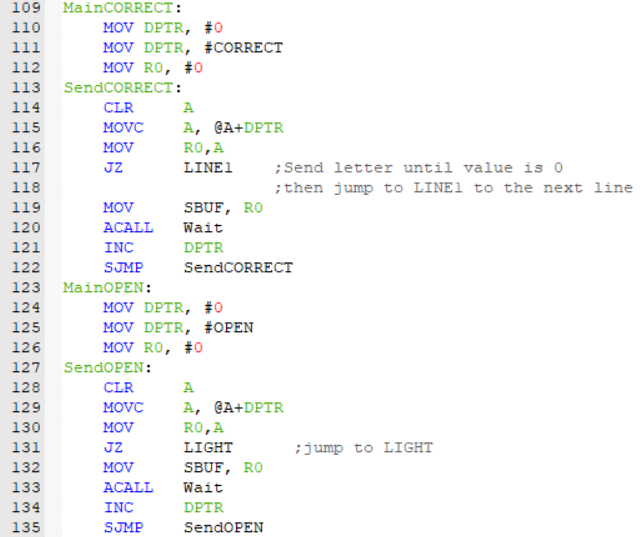 109 MainCORRECT:
110 MOV DPTR, #0
111 MOV DPTR, #CORRECT
112 MOV R0, #0
113 SendCORRECT:
114 CLR A
115 MOVC A, @A+DPTR
116 MOV R0,A
117 JZ LINE1 ;Send letter until value is 0
118 ;then jump to LINE1 to the next line
119 MOV SBUF, R0
120 ACALL Wait
121 INC DPTR
122 SJMP SendCORRECT
123 MainOPEN:
124 MOV DPTR, #0
125 MOV DPTR, #OPEN
126 MOV R0, #0
127 SendOPEN:
128 CLR A
129 MOVC A, @A+DPTR
130 MOV R0,A
131 JZ LIGHT ;jump to LIGHT
132 MOV SBUF, R0
133 ACALL Wait
134 INC DPTR
135 SJMP SendOPEN